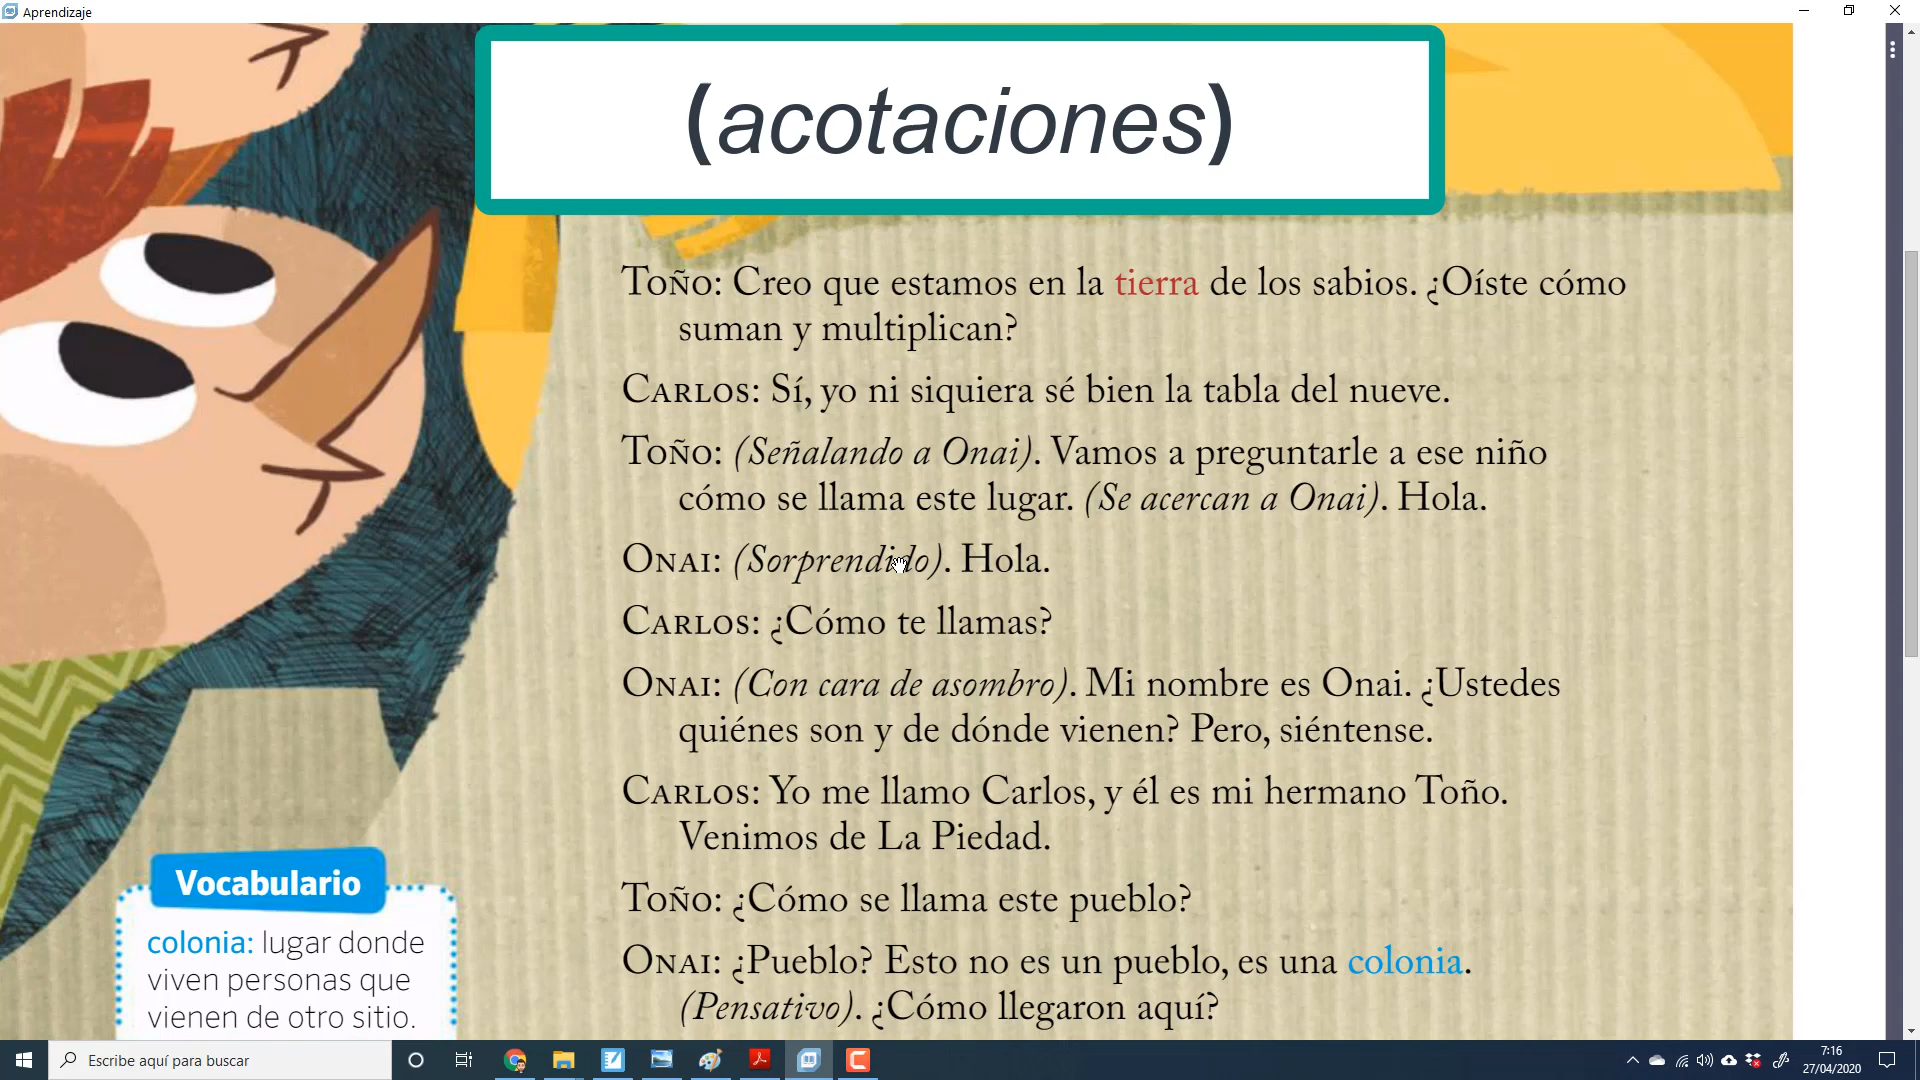 Aprendizaje
(acotaciones)
Toño: Creo que estamos en la tierra de los sabios. ¿Oíste cómo
suman y multiplican?
Carlos: Sí, yo ni siquiera sé bien la tabla del nueve.
Toño: (Señalando a Onai). Vamos a preguntarle a ese niño
cómo se llama este lugar. (Se acercan a Onai). Hola.
Onai: (Sorprendido). Hola.
Carlos: ¿Cómo te llamas?
Onai: (Con cara de asombro). Mi nombre es Onai. ¿Ustedes
quiénes son y de dónde vienen? Pero, siéntense.
Carlos: Yo me llamo Carlos, y él es mi hermano Toño.
Venimos de La Piedad.
Toño: ¿Cómo se llama este pueblo?
Onai: ¿Pueblo? Esto no es un pueblo, es una colonia.
(Pensativo). ¿Cómo llegaron aquí?
Vocabulario
colonia: lugar donde
viven personas que
vienen de otro sitio.
Escribe aquí para buscar
7:16
27/04/2020